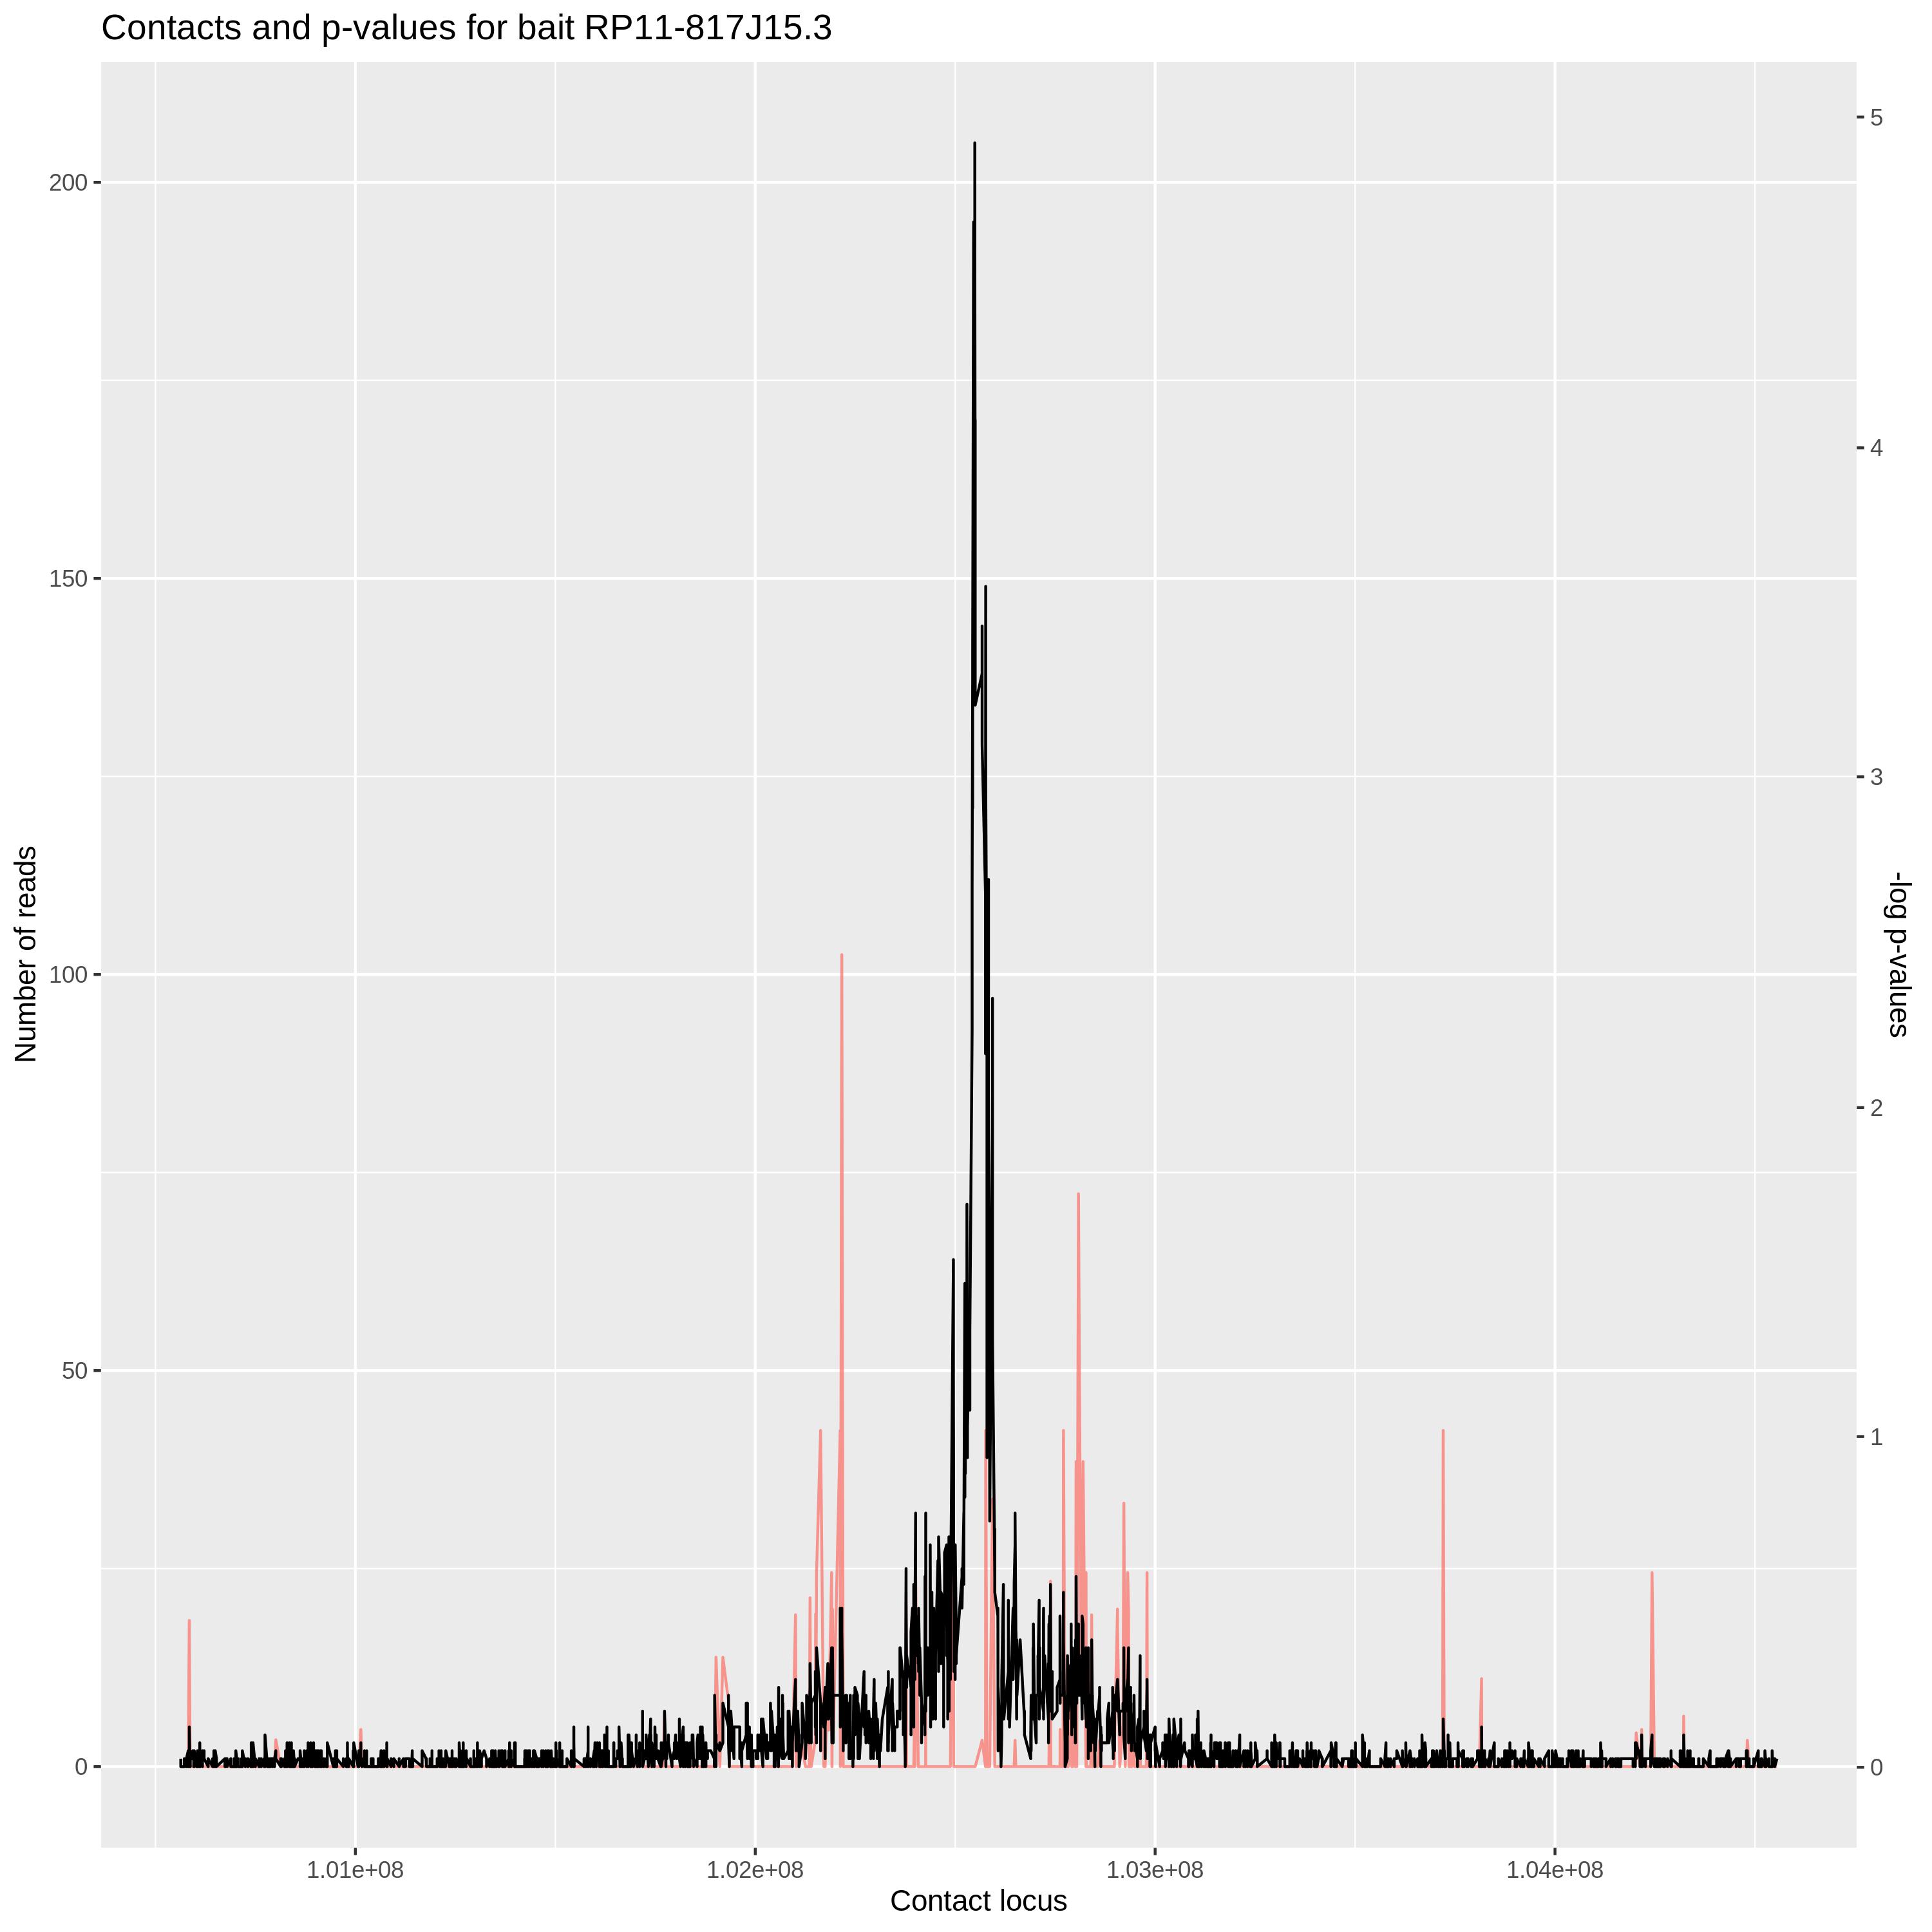 Contacts and p-values for bait RP11-817J15.3
200
150
100
50
0
Number of reads
5
4
3
2
1
0
-log p-values
1.01e+08
1.02e+08
1.03e+08
1.04e+08
Contact locus